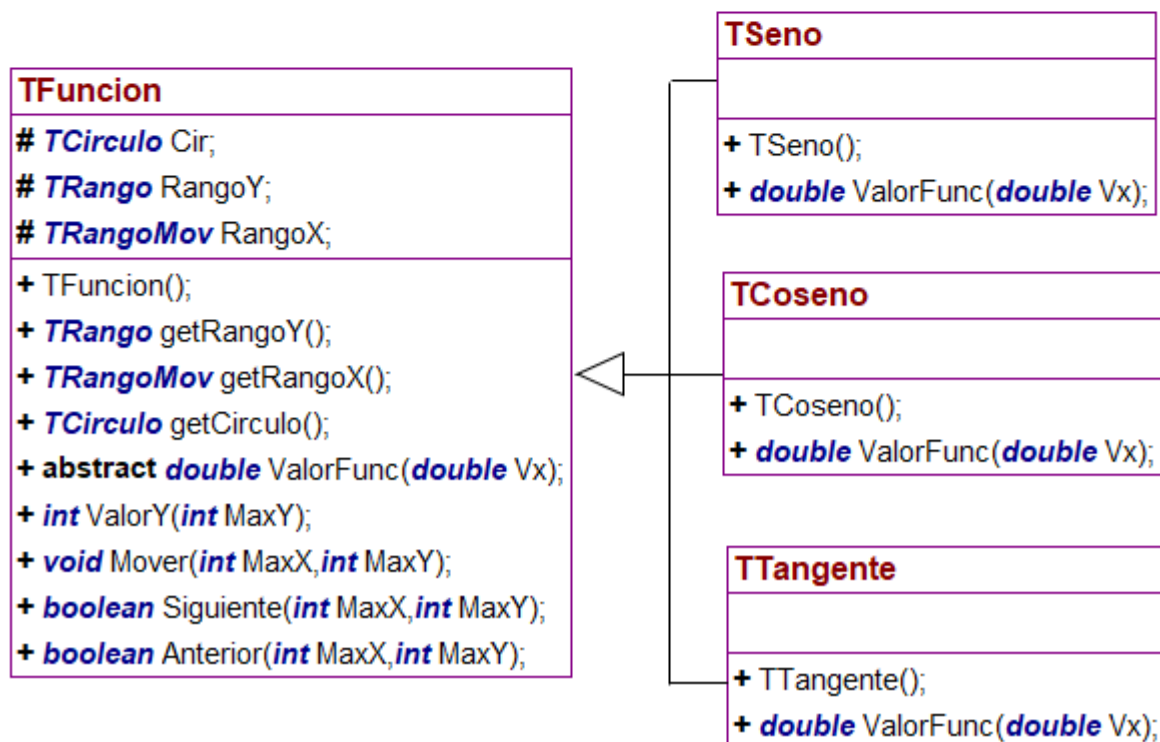 TFuncion
# TCirculo Cir;
# TRango RangoY;
# TRangoMov RangoX;
+ TFuncion();
+ TRango getRangoY();
+ TRangoMov getRangoX();
+ TCirculo getCirculo();
+ abstract double ValorFunc(double Vx);
+ int ValorY(int MaxY);
+ void Mover(int MaxX,int MaxY);
+ boolean Siguiente(int MaxX,int MaxY);
+ boolean Anterior(int MaxX,int MaxY);
TSeno
+ TSeno();
+ double ValorFunc(double Vx);
TCoseno
+ TCoseno();
+ double ValorFunc(double Vx);
TTangente
+ TTangente();
+ double ValorFunc(double Vx);